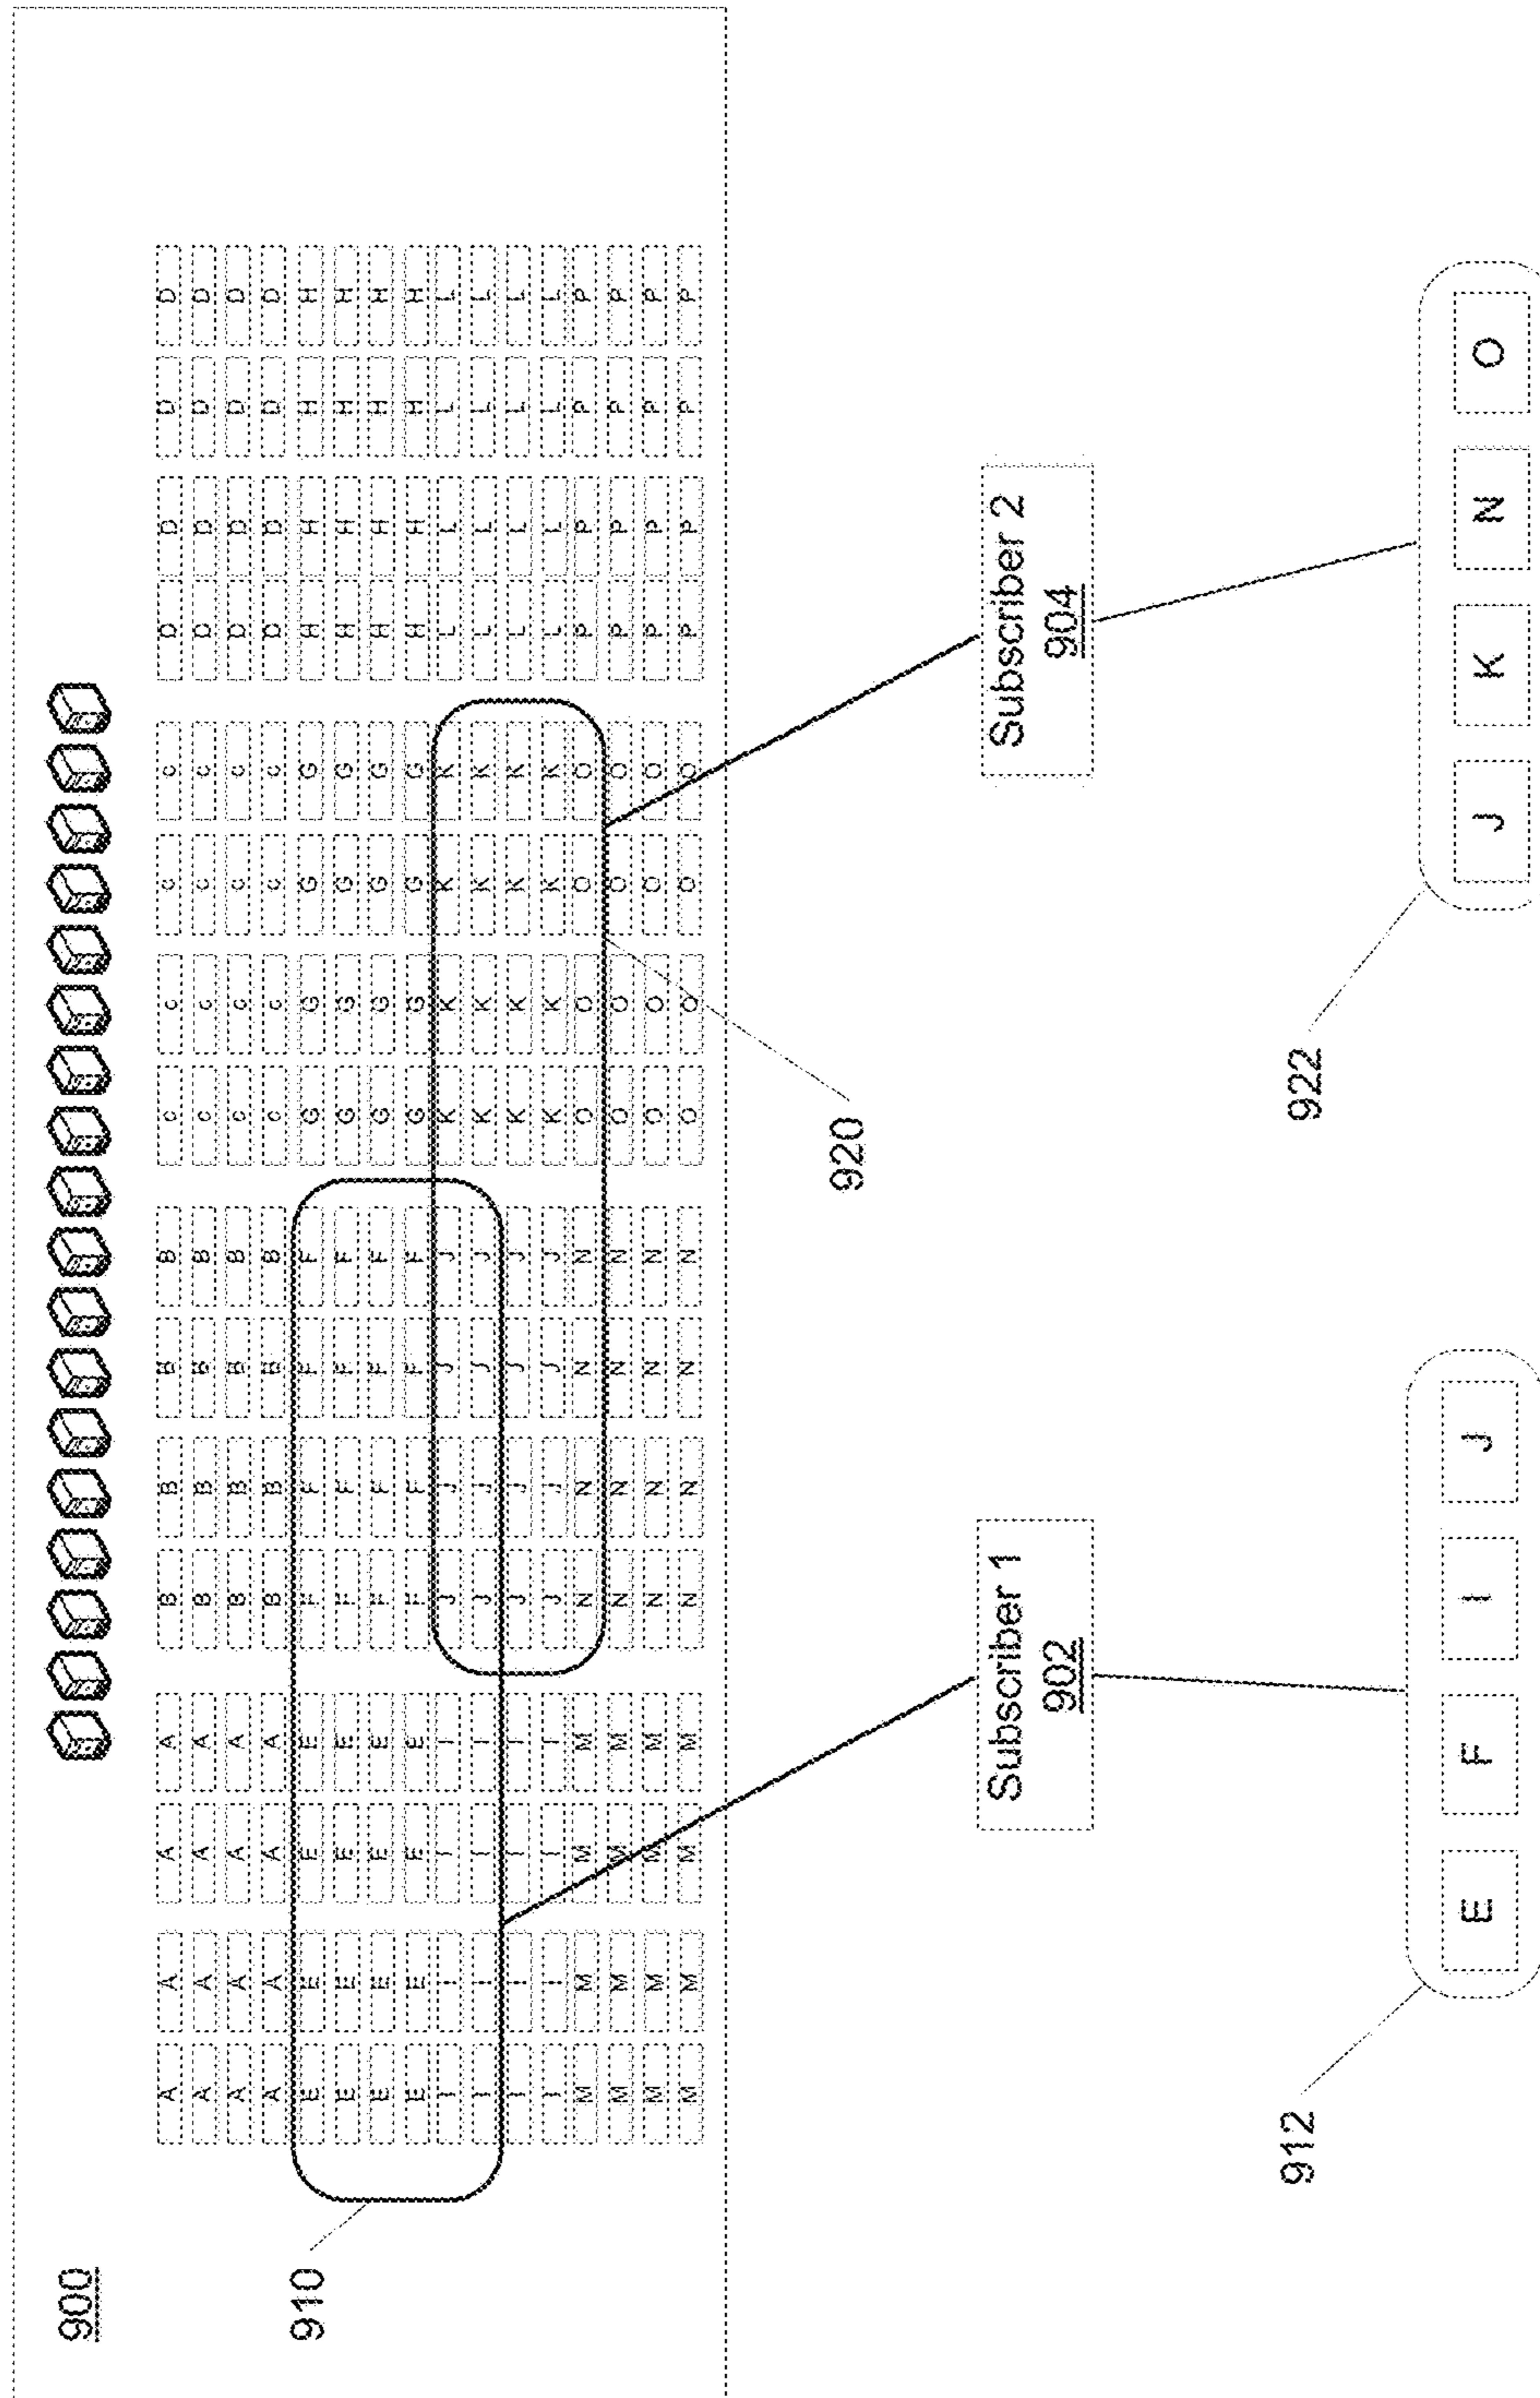 900
A A A A B B B B c c c c D D D D
A A A A B B B B c c c c D D D D
A A A A B B B B c c c c D D D D
A A A A B B B B c c c c D D D D
910
E E E E F F F F G G G G H H H H
E E E E F F F F G G G G H H H H
E E E E F F F F G G G G H H H H
E E E E F F F F G G G G H H H H
I I I I J J J J K K K K L L L L
I I I I J J J J K K K K L L L L
I I I I J J J J K K K K L L L L
I I I I J J J J K K K K L L L L
M M M M N N N N O O O O P P P P
M M M M N N N N O O O O P P P P
M M M M N N N N O O O O P P P P
M M M M N N N N O O O O P P P P
920
Subscriber 1
902
Subscriber 2
904
912
922
E F I J
J K N O